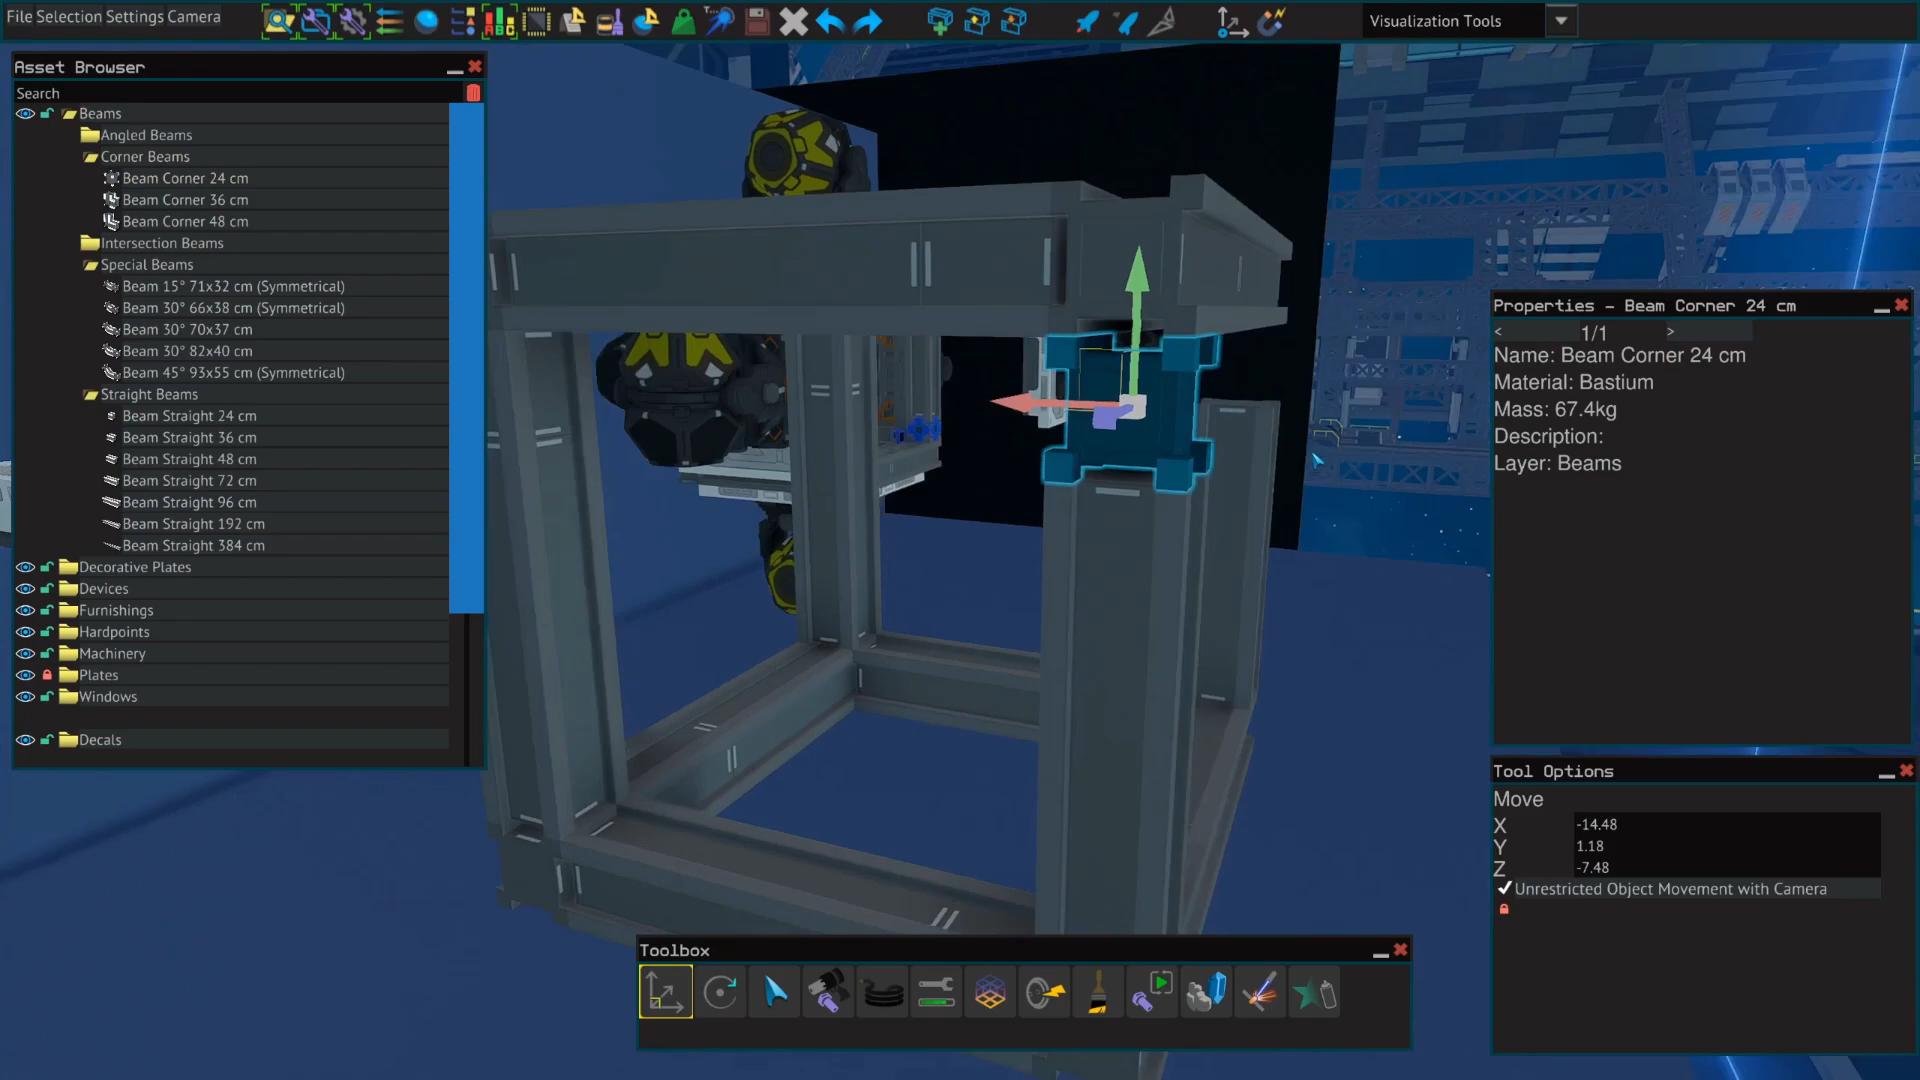 File Selection Settings Camera
Visualization Tools
Asset Browser
Search
Beams
Angled Beams
Corner Beams
Beam Corner 24 cm
Beam Corner 36 cm
Beam Corner 48 cm
Intersection Beams
Special Beams
Beam 15° 71x32 cm (Symmetrical)
Beam 30° 66x38 cm (Symmetrical)
Beam 30° 70x37 cm
Beam 30° 82x40 cm
Beam 45° 93x55 cm (Symmetrical)
Straight Beams
Beam Straight 24 cm
Beam Straight 36 cm
Beam Straight 48 cm
Beam Straight 72 cm
Beam Straight 96 cm
Beam Straight 192 cm
Beam Straight 384 cm
Decorative Plates
Devices
Furnishings
Hardpoints
Machinery
Plates
Windows
Decals
Properties - Beam Corner 24 cm
< 1/1 >
Name: Beam Corner 24 cm
Material: Bastium
Mass: 67.4kg
Description:
Layer: Beams
Tool Options
Move
X -14.48
Y 1.18
Z -7.48
Unrestricted Object Movement with Camera
Toolbox